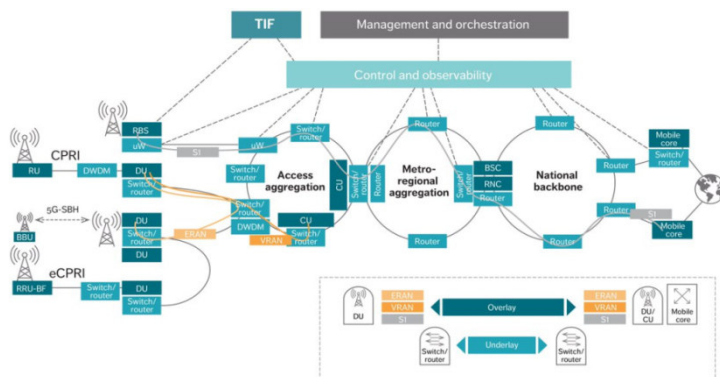 TIF
Management and orchestration
Control and observability
RBS
uW
SI
uW
Switch/
router
Router
Router
Router
Router
Mobile
core
Switch/
router
CPRI
RU
DWDM
DU
Switch/
router
Switch/
router
Access
aggregation
CU
Switch/
router
Router
Metro-
regional
aggregation
Switch/
router
BSC
RNC
Router
National
backbone
Router
SI
Mobile
core
5G-SBH
BBU
DU
Switch/
router
DU
ERAN
Switch/
router
DWDM
VRAN
CU
Switch/
router
Router
Router
eCPRI
RRU-BF
Switch/
router
DU
Switch/
router
DU
ERAN
VRAN
SI
Overlay
ERAN
VRAN
SI
DU/
CU
Mobile
core
Switch/
router
Underlay
Switch/
router